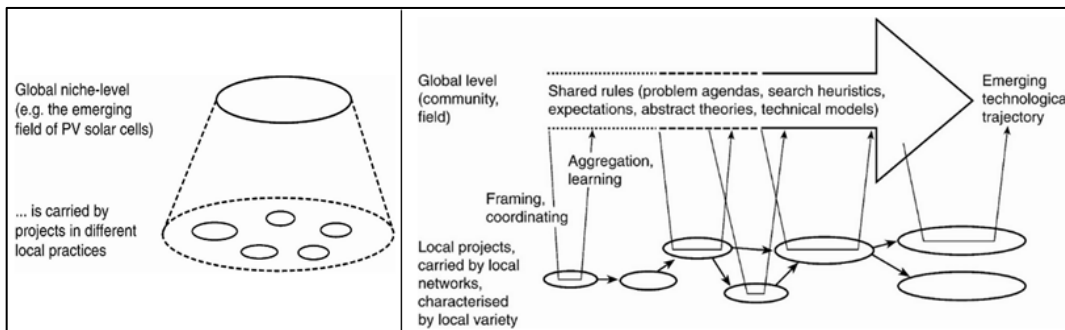 Global niche-level
(e.g. the emerging
field of PV solar cells)
... is carried by
projects in different
local practices
Global level
(community,
field)
Shared rules (problem agendas, search heuristics,
expectations, abstract theories, technical models)
Emerging
technological
trajectory
Aggregation,
learning
Framing,
coordinating
Local projects,
carried by local
networks,
characterised
by local variety